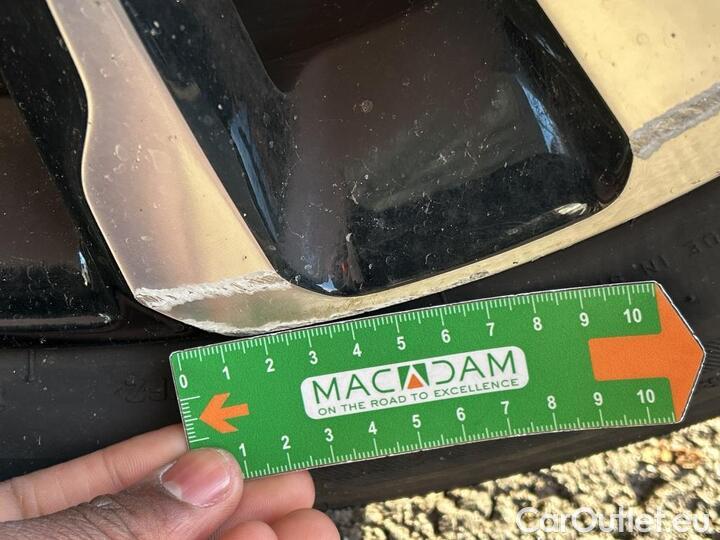 0 1 2 3 4 5 6 7 8 9 10
MACADAM
ON THE ROAD TO EXCELLENCE
1 2 3 4 5 6 7 8 9 10
CarOutlet.eu